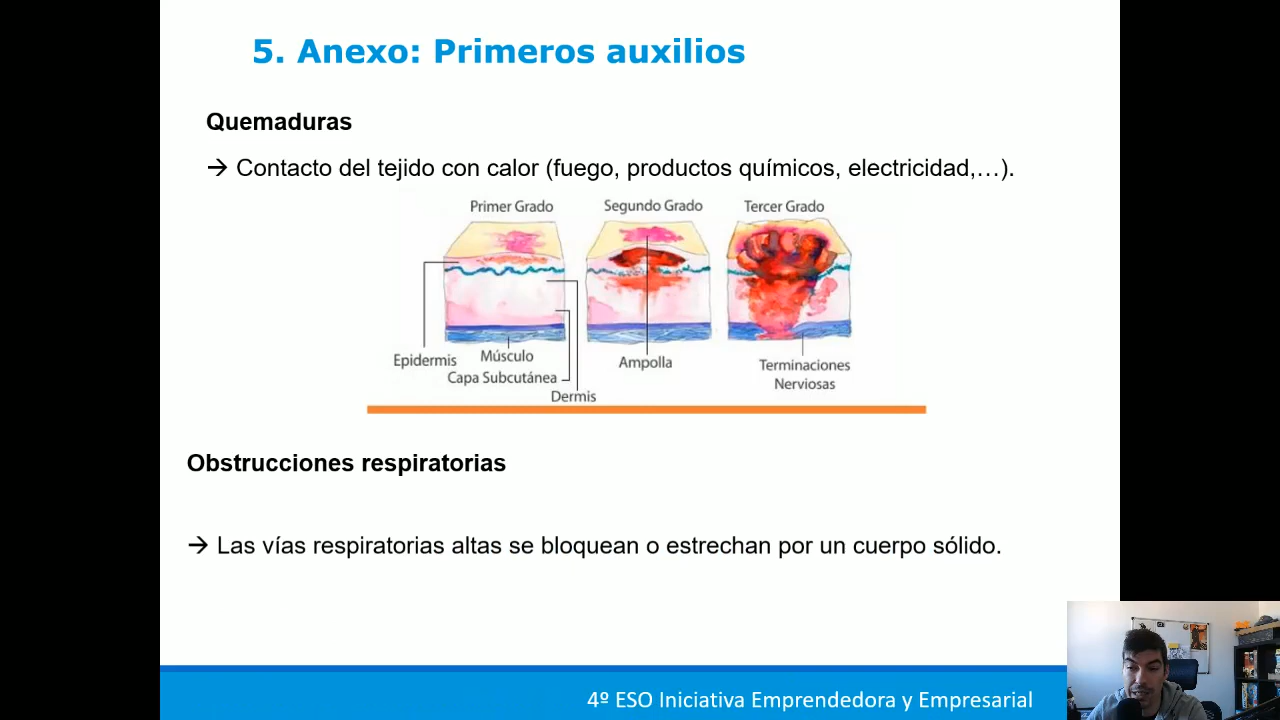 5. Anexo: Primeros auxilios
Quemaduras
→ Contacto del tejido con calor (fuego, productos químicos, electricidad,…).
Primer Grado
Segundo Grado
Tercer Grado
Epidermis
Músculo
Capa Subcutánea
Dermis
Ampolla
Terminaciones
Nerviosas
Obstrucciones respiratorias
→ Las vías respiratorias altas se bloquean o estrechan por un cuerpo sólido.
4º ESO Iniciativa Emprendedora y Empresarial